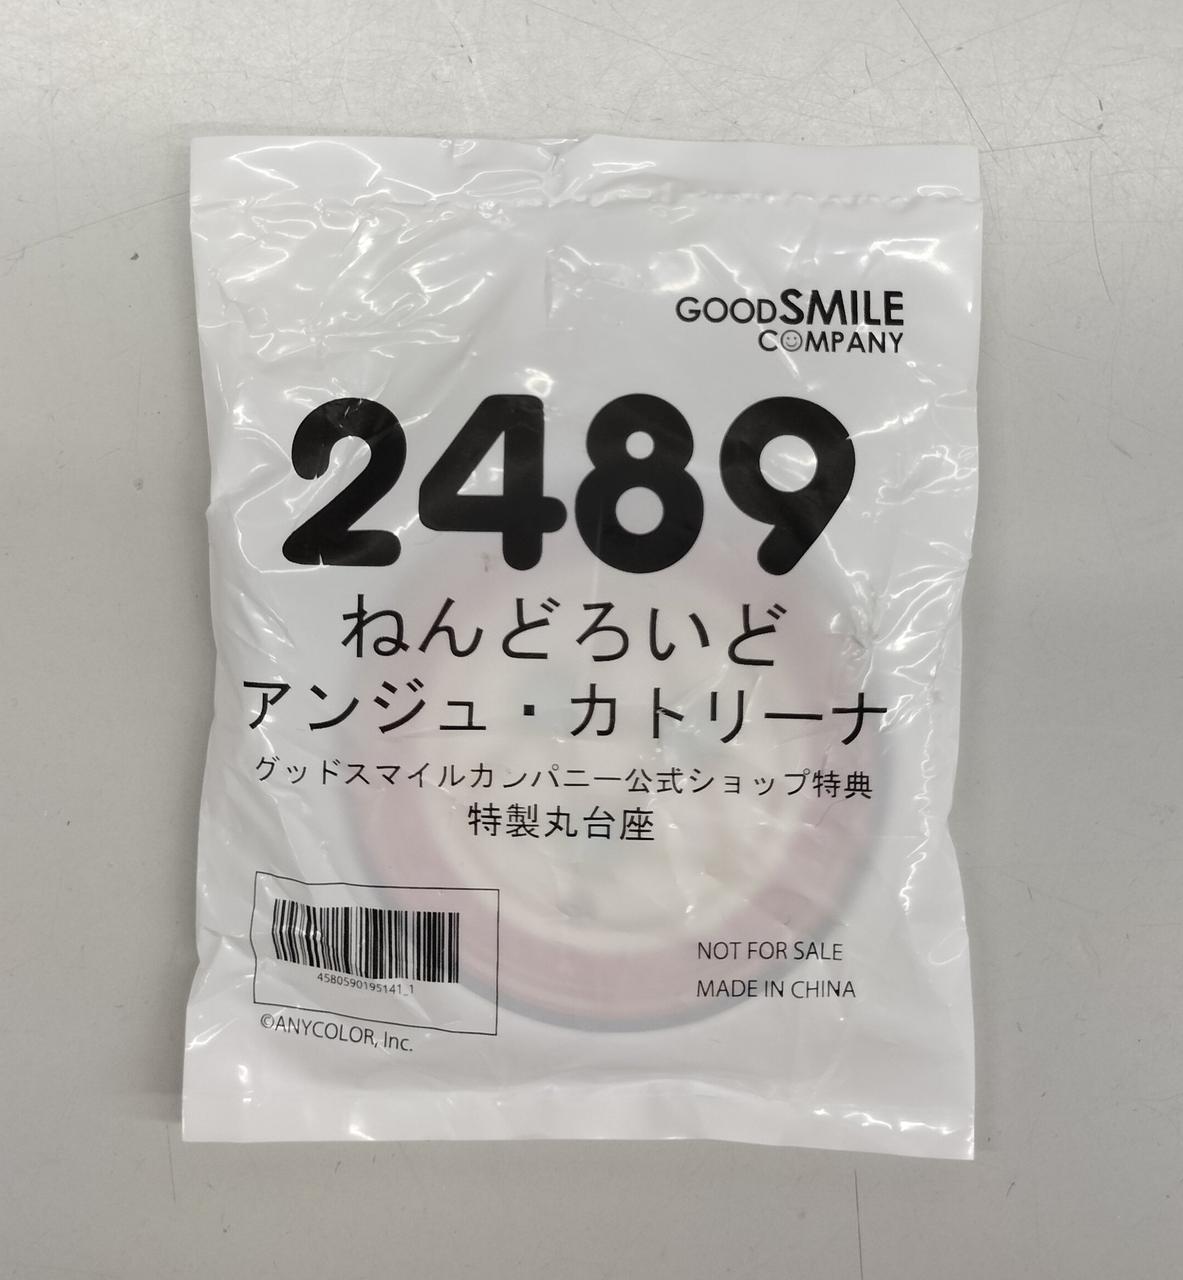 GOODSMILE
COMPANY
2489
ねんどろいど
アンジュ・カトリーナ
グッドスマイルカンパニー公式ショップ特典
特製丸台座
4580590195141_1
©ANYCOLOR, Inc.
NOT FOR SALE
MADE IN CHINA